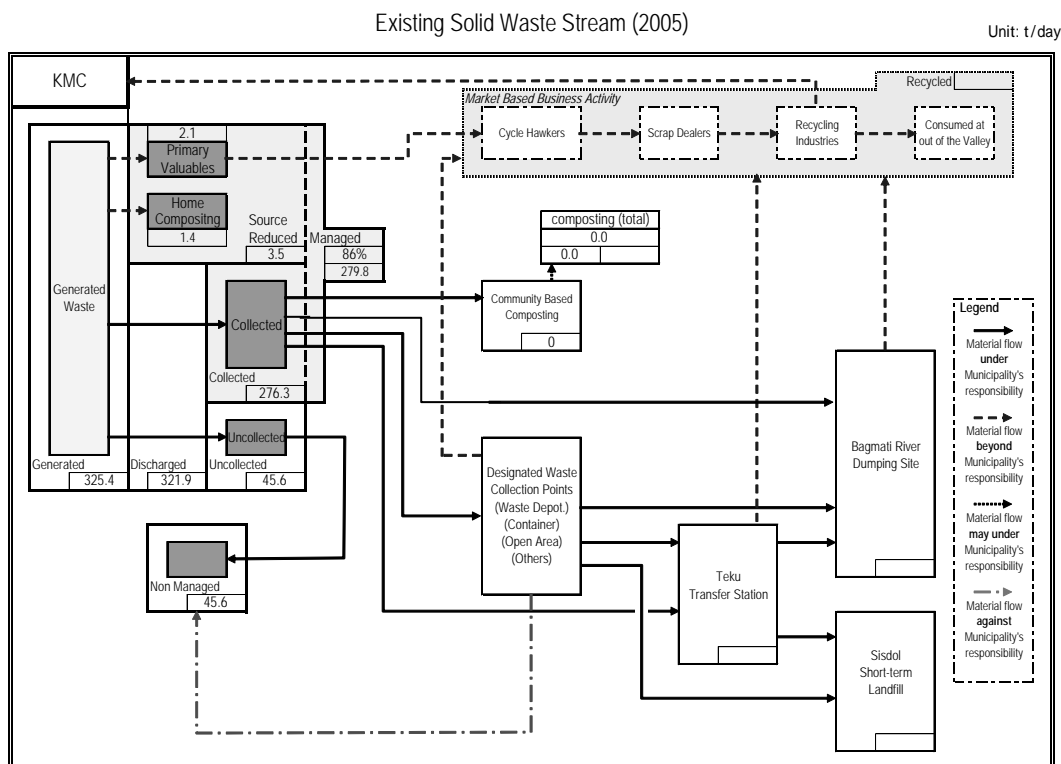 Existing Solid Waste Stream (2005)
Unit: t/day
KMC
Recycled
Market Based Business Activity
Cycle Hawkers
Scrap Dealers
Recycling
Industries
Consumed at
out of the Valley
2.1
Primary
Valuables
Home
Compositng
1.4
Source
Reduced
3.5
Managed
86%
279.8
composting (total)
0.0
0.0
Generated
Waste
Collected
Collected
276.3
Community Based
Composting
0
Uncollected
Generated
325.4
Discharged
321.9
Uncollected
45.6
Non Managed
45.6
Designated Waste
Collection Points
(Waste Depot.)
(Container)
(Open Area)
(Others)
Teku
Transfer Station
Bagmati River
Dumping Site
Sisdol
Short-term
Landfill
Legend
Material flow
under
Municipality's
responsibility
Material flow
beyond
Municipality's
responsibility
Material flow
may under
Municipality's
responsibility
Material flow
against
Municipality's
responsibility